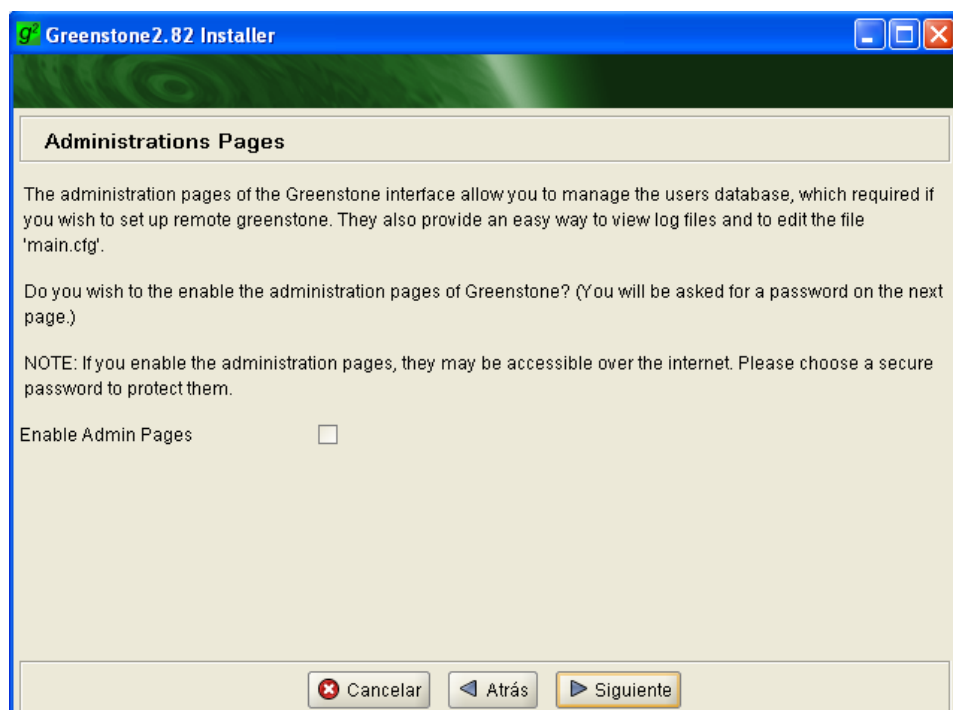 g² Greenstone2.82 Installer
Administrations Pages
The administration pages of the Greenstone interface allow you to manage the users database, which required if
you wish to set up remote greenstone. They also provide an easy way to view log files and to edit the file
'main.cfg'.
Do you wish to the enable the administration pages of Greenstone? (You will be asked for a password on the next
page.)
NOTE: If you enable the administration pages, they may be accessible over the internet. Please choose a secure
password to protect them.
Enable Admin Pages
Cancelar Atrás Siguiente